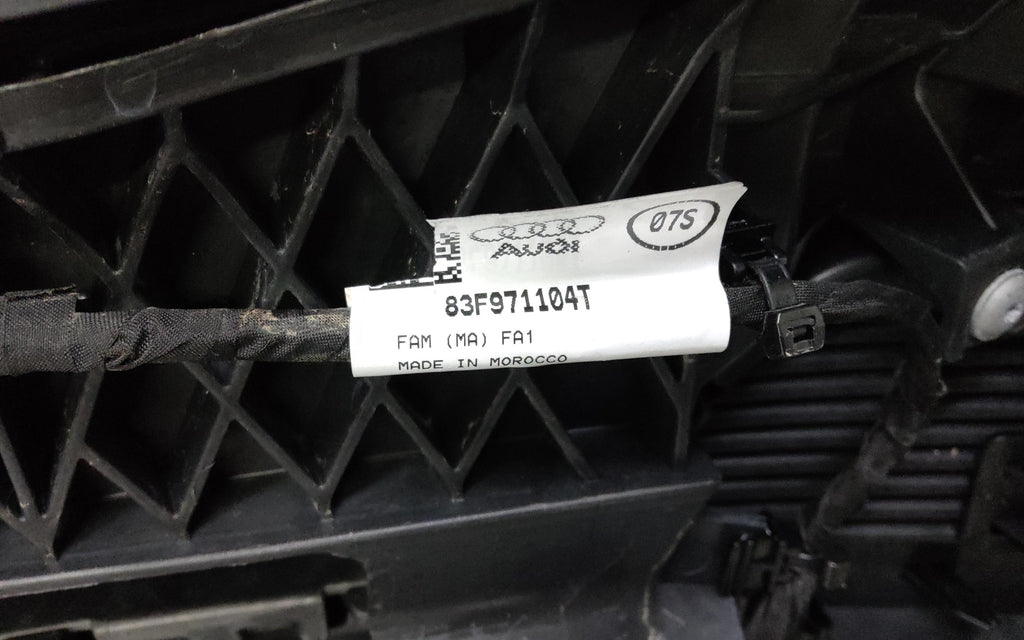 AUDI
07S
83F971104T
FAM (MA) FA1
MADE IN MOROCCO